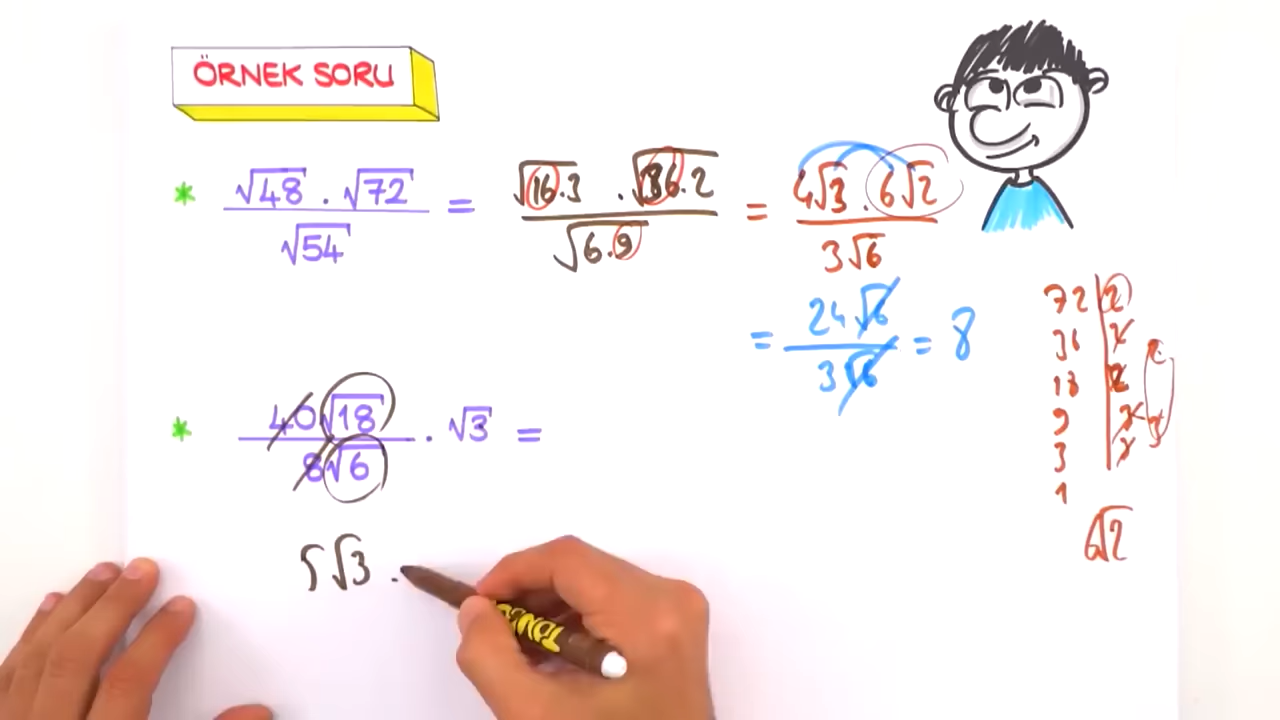 ÖRNEK SORU
* √48 . √72 / √54 = √16.3 . √36.2 / √6.9 = 4√3 . 6√2 / 3√6
= 24√6 / 3√6 = 8
* 40√18 / 8√6 . √3 =
5√3 .
72 2
36 2
18 2
9 3
3 3
1
6√2